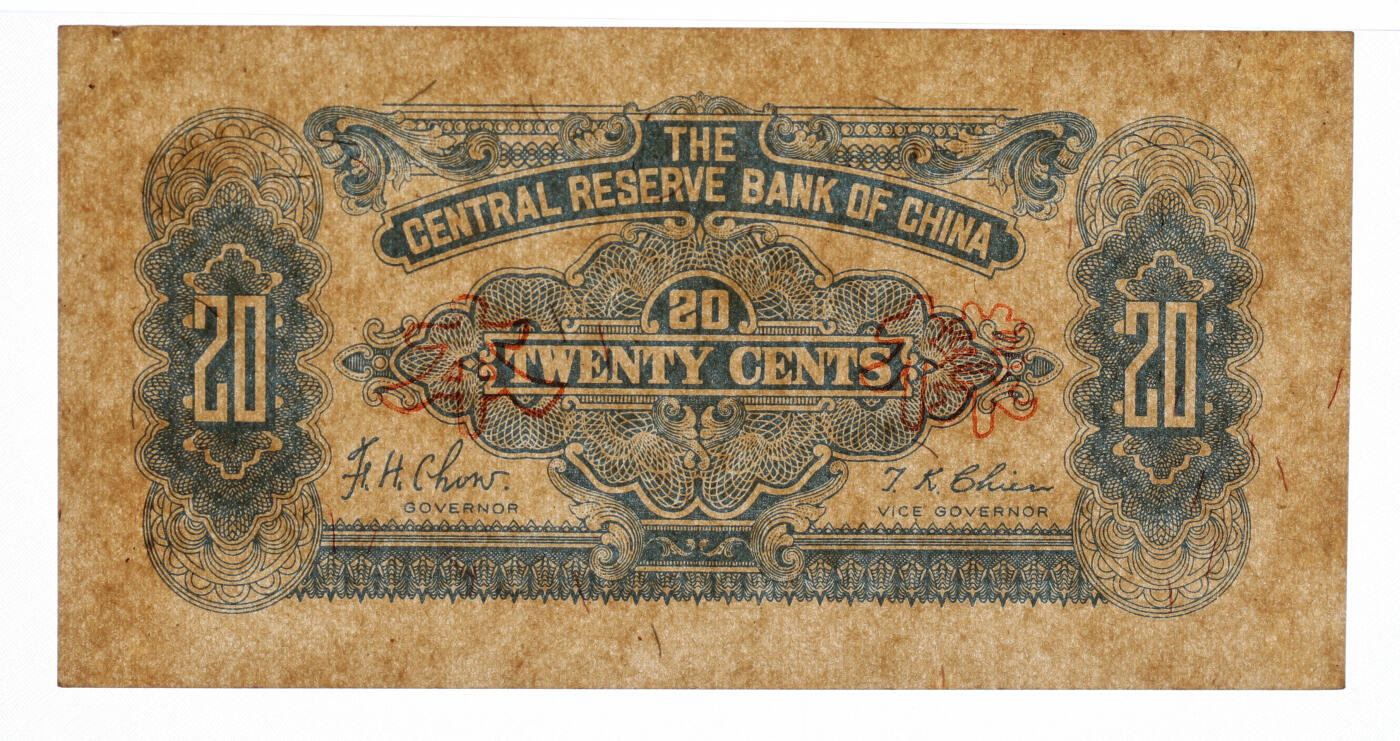 THE
CENTRAL RESERVE BANK OF CHINA
20
20
20
TWENTY CENTS
F. H. Chow.
T. K. Chien
GOVERNOR
VICE GOVERNOR